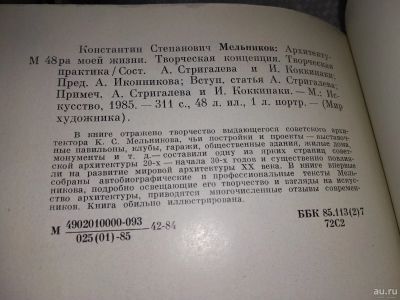 Константин Степанович Мельников: Архитекту-
М 48 ра моей жизни. Творческая концепция. Творческая
практика/Сост. А. Стригалева и И. Коккинаки;
Пред. А. Иконникова; Вступ. статья А. Стригалева;
Примеч. А. Стригалева и И. Коккинаки. — М.: Ис-
кусство, 1985. — 311 с., 48 л. ил., 1 л. портр. — (Мир
художника).
В книге отражено творчество выдающегося советского архи-
тектора К. С. Мельникова, чьи постройки и проекты — выставоч-
ные павильоны, клубы, гаражи, общественные здания, жилые дома,
монументы и т. д.— составили одну из ярких страниц совет-
ской архитектуры 20-х — начала 30-х годов и существенно повлияли
на развитие мировой архитектуры XX века. В книге впервые
собраны автобиографические и профессиональные тексты Мель-
никова, подробно освещающие его творчество и взгляды на искус-
ство архитектуры, приводятся многочисленные отзывы современ-
ников. Книга обильно иллюстрирована.
М 4902010000-093
025(01)-85 42-84
ББК 85.113(2)7
72С2
au.ru